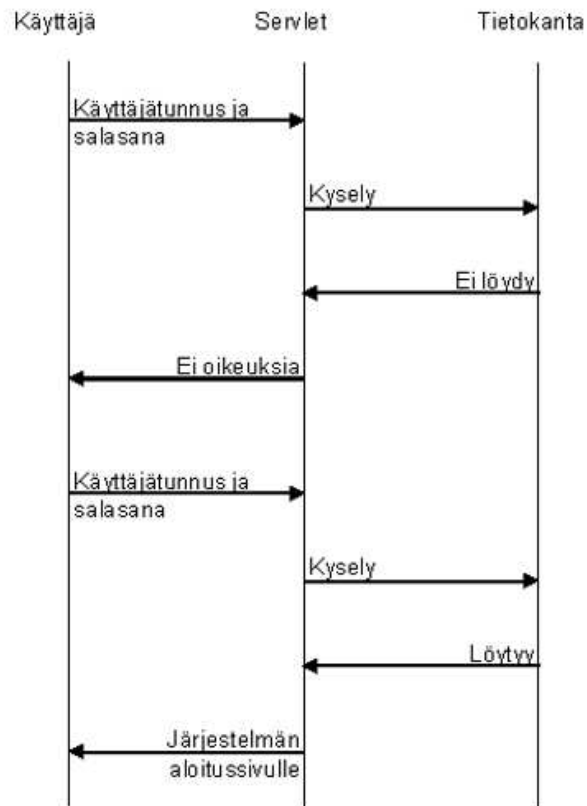 Käyttäjä Servlet Tietokanta
Käyttäjätunnus ja
salasana
Kysely
Ei löydy
Ei oikeuksia
Käyttäjätunnus ja
salasana
Kysely
Löytyy
Järjestelmän
aloitussivulle